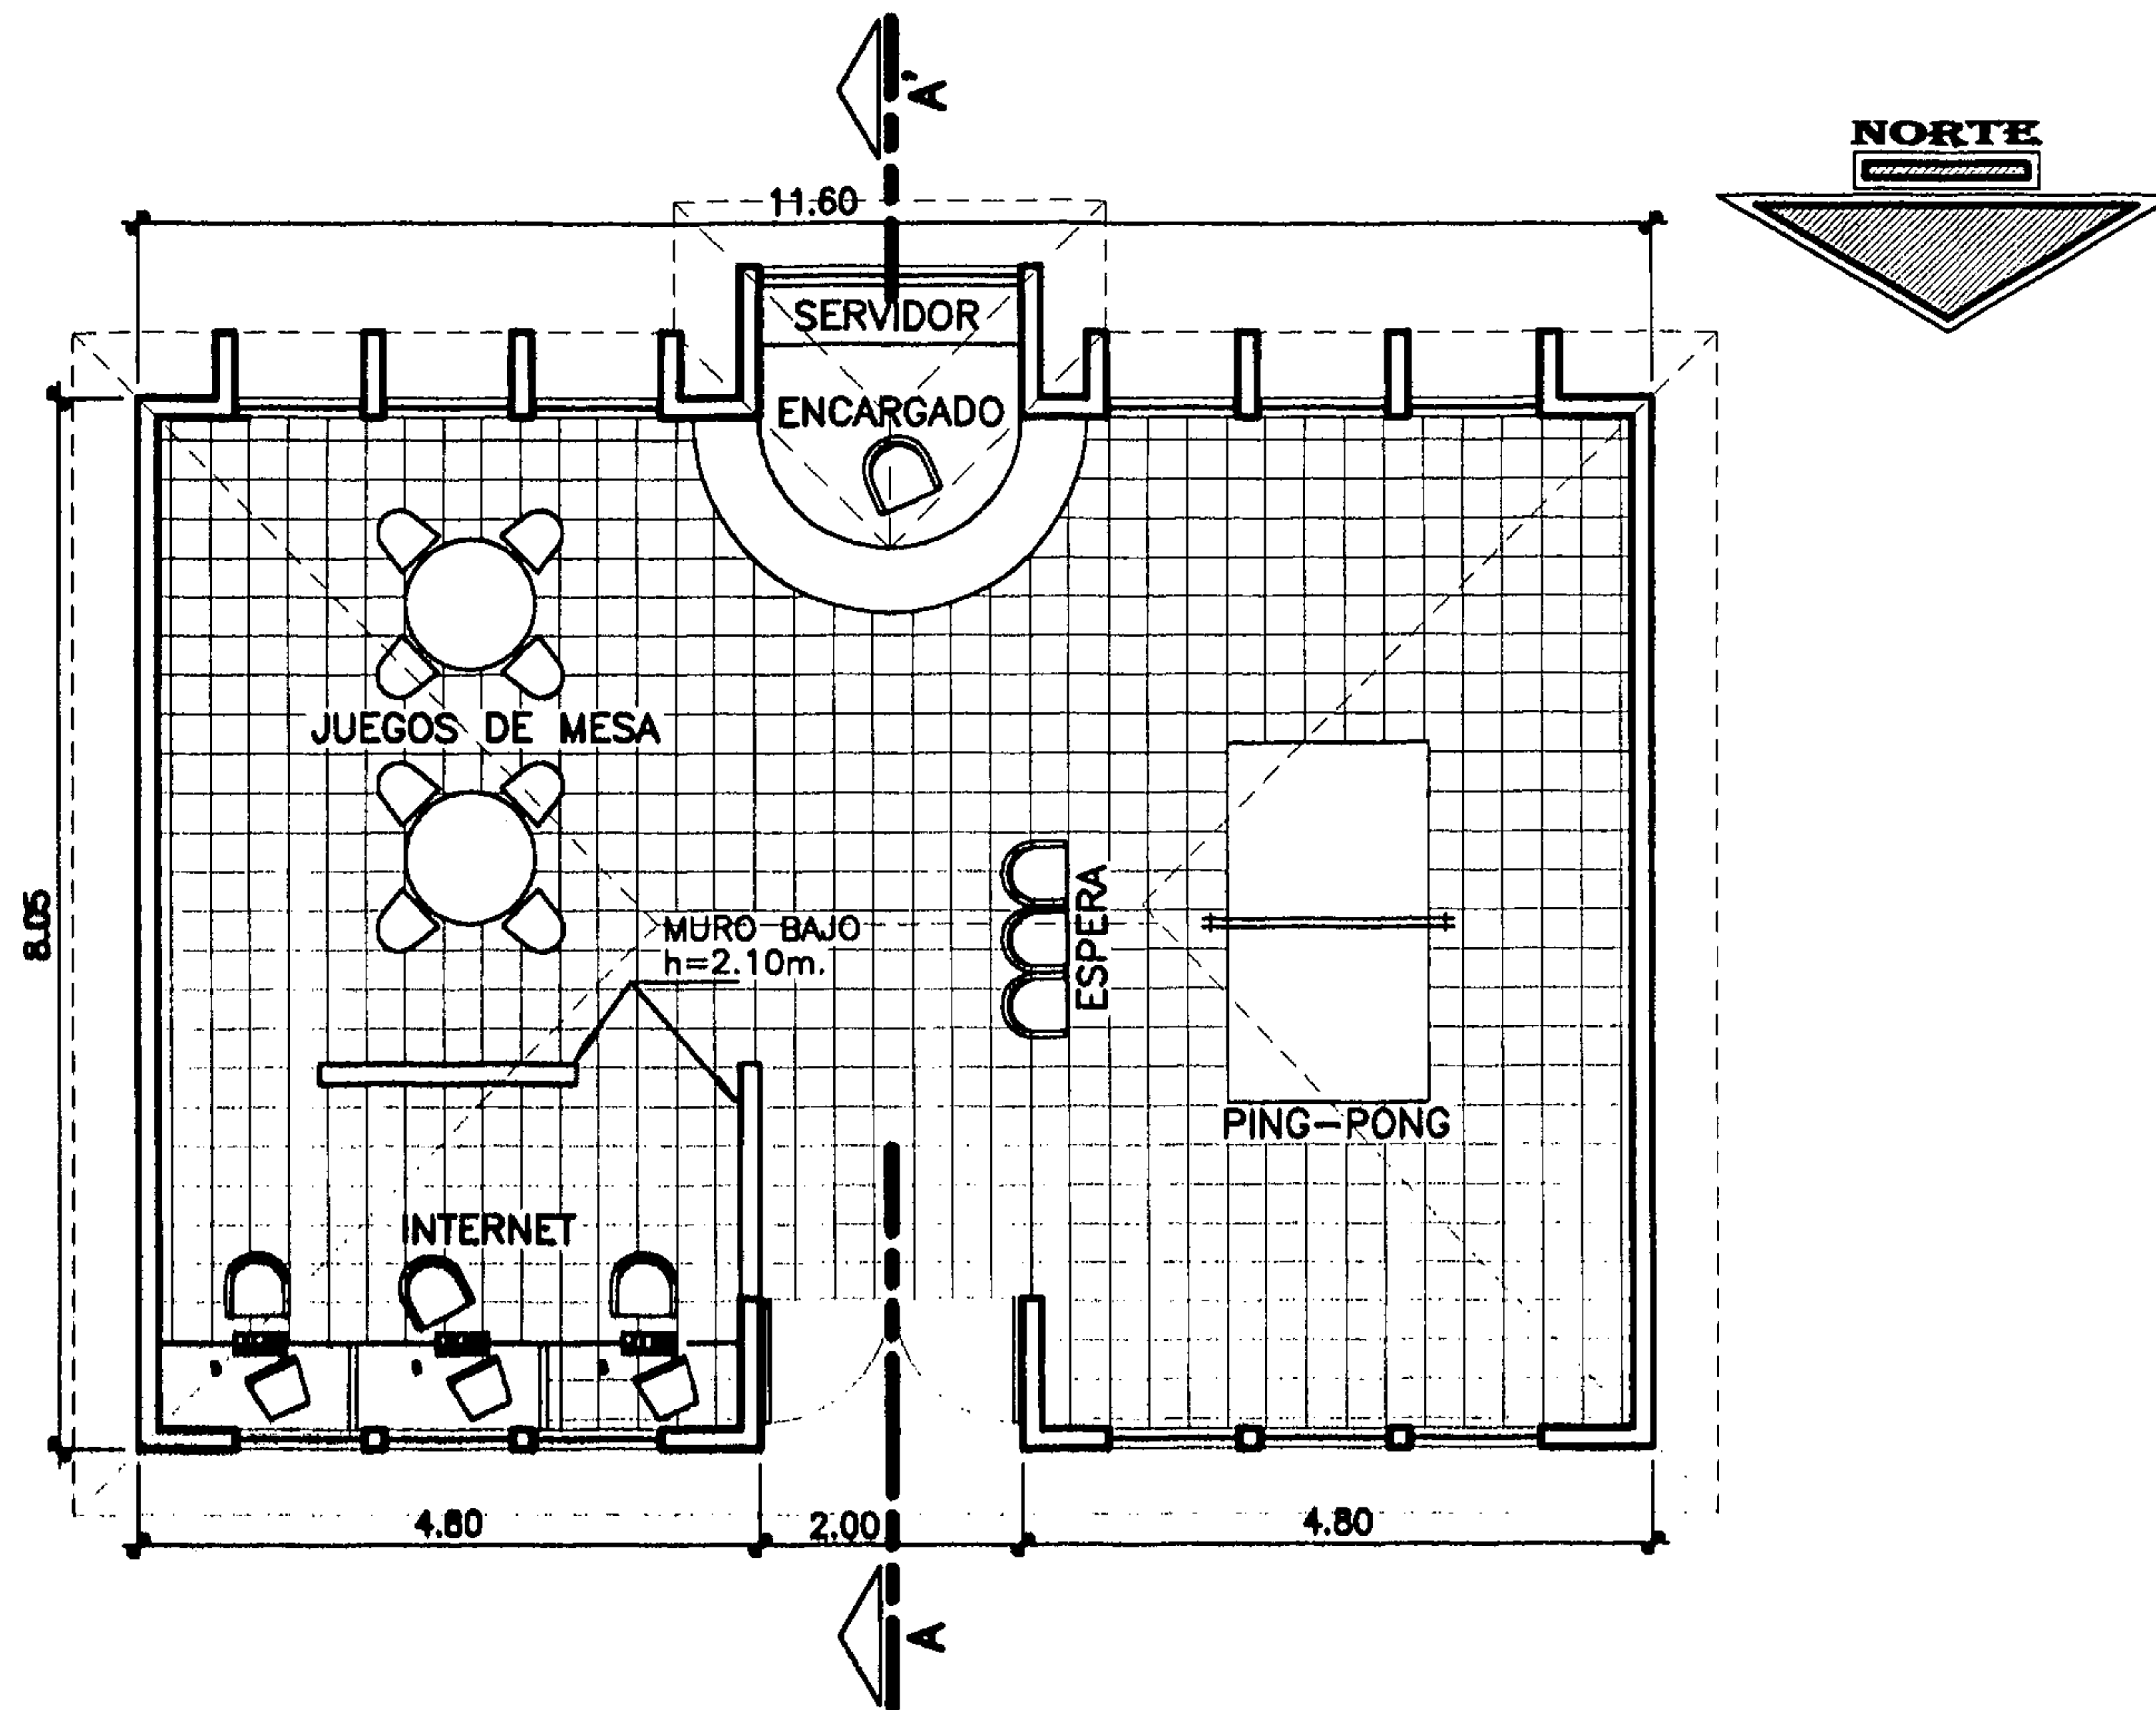 A'
NORTE
11.60
SERVIDOR
ENCARGADO
JUEGOS DE MESA
8.05
MURO BAJO
h=2.10m.
ESPERA
PING-PONG
INTERNET
4.80
2.00
4.80
A